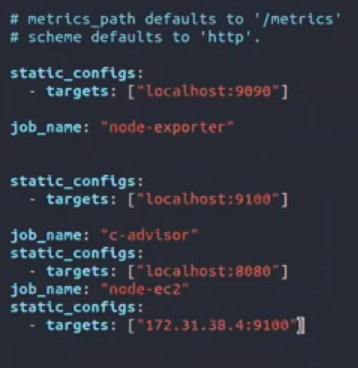 # metrics_path defaults to '/metrics'
# scheme defaults to 'http'.
static_configs:
- targets: ["localhost:9090"]
job_name: "node-exporter"
static_configs:
- targets: ["localhost:9100"]
job_name: "c-advisor"
static_configs:
- targets: ["localhost:8080"]
job_name: "node-ec2"
static_configs:
- targets: ["172.31.38.4:9100"]